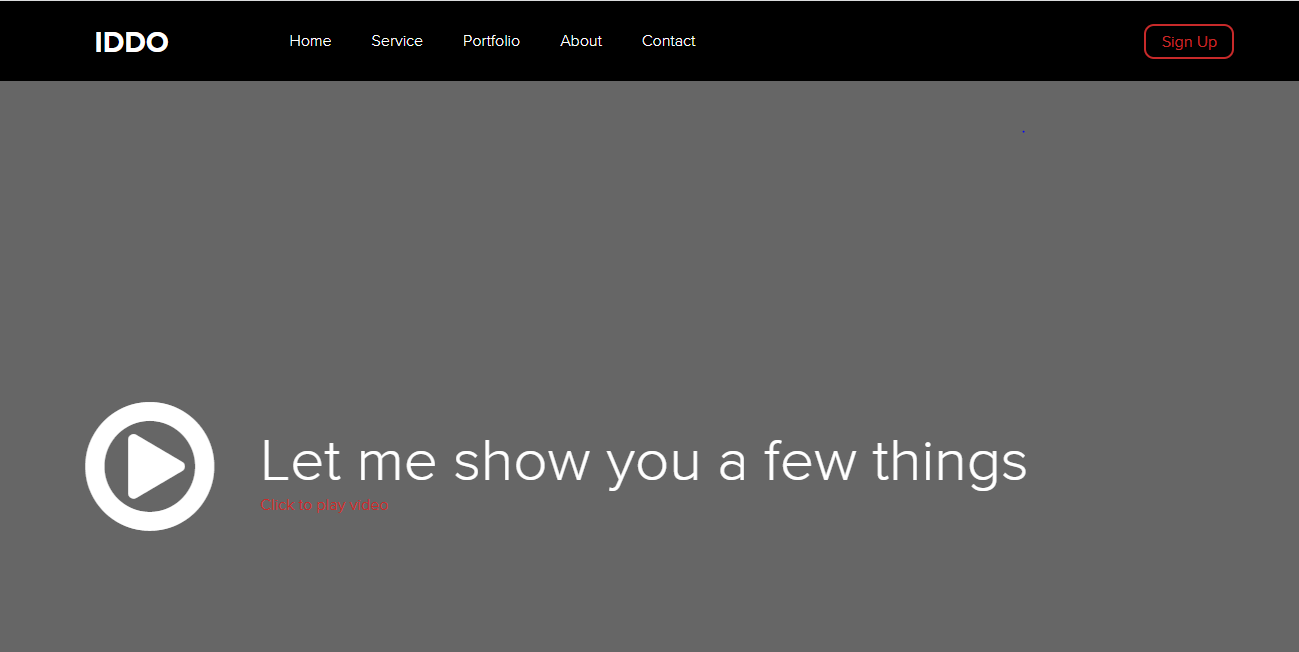 IDDO
Home Service Portfolio About Contact
Sign Up
Let me show you a few things
Click to play video